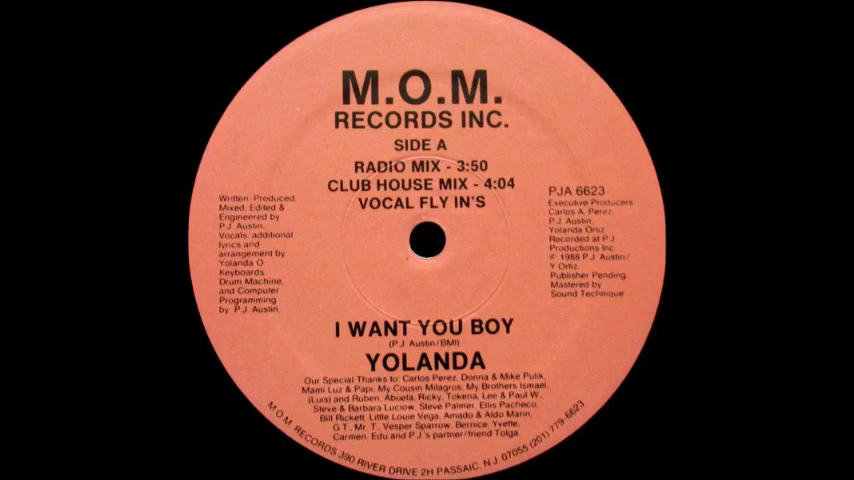 M.O.M.
RECORDS INC.
SIDE A
RADIO MIX - 3:50
CLUB HOUSE MIX - 4:04
VOCAL FLY IN'S
Written, Produced,
Mixed, Edited &
Engineered by
P.J. Austin.
Vocals, additional
lyrics and
arrangement by
Yolanda O.
Keyboards,
Drum Machine,
and Computer
Programming
by P.J. Austin.
PJA 6623
Executive Producers
Carlos A. Perez,
P.J. Austin,
Yolanda Ortiz
Recorded at P.J.
Productions Inc.
© 1988 P.J. Austin/
Y. Ortiz.
Publisher Pending
Mastered by
Sound Technique
I WANT YOU BOY
(P.J. Austin/BMI)
YOLANDA
Our Special Thanks to: Carlos Perez, Donna & Mike Pulik,
Mami Luz & Papi, My Cousin Milagros, My Brothers Ismael,
(Luis) and Ruben, Abuela, Ricky, Tokena, Lee & Paul W.,
Steve & Barbara Luciow, Steve Palmer, Ellis Pacheco,
Bill Rickett, Little Louie Vega, Amado & Aldo Marin,
G.T., Mr. T., Vesper Sparrow, Bernice, Yvette,
Carmen, Edu and P.J.'s partner/friend Tolga.
M.O.M. RECORDS 390 RIVER DRIVE 2H PASSAIC, N.J. 07055 (201) 779-6623